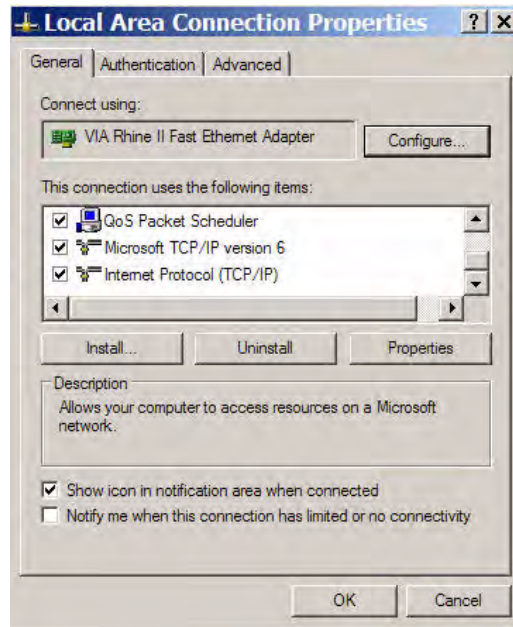 Local Area Connection Properties
General Authentication Advanced
Connect using:
VIA Rhine II Fast Ethernet Adapter Configure...
This connection uses the following items:
QoS Packet Scheduler
Microsoft TCP/IP version 6
Internet Protocol (TCP/IP)
Install... Uninstall Properties
Description
Allows your computer to access resources on a Microsoft
network.
Show icon in notification area when connected
Notify me when this connection has limited or no connectivity
OK Cancel